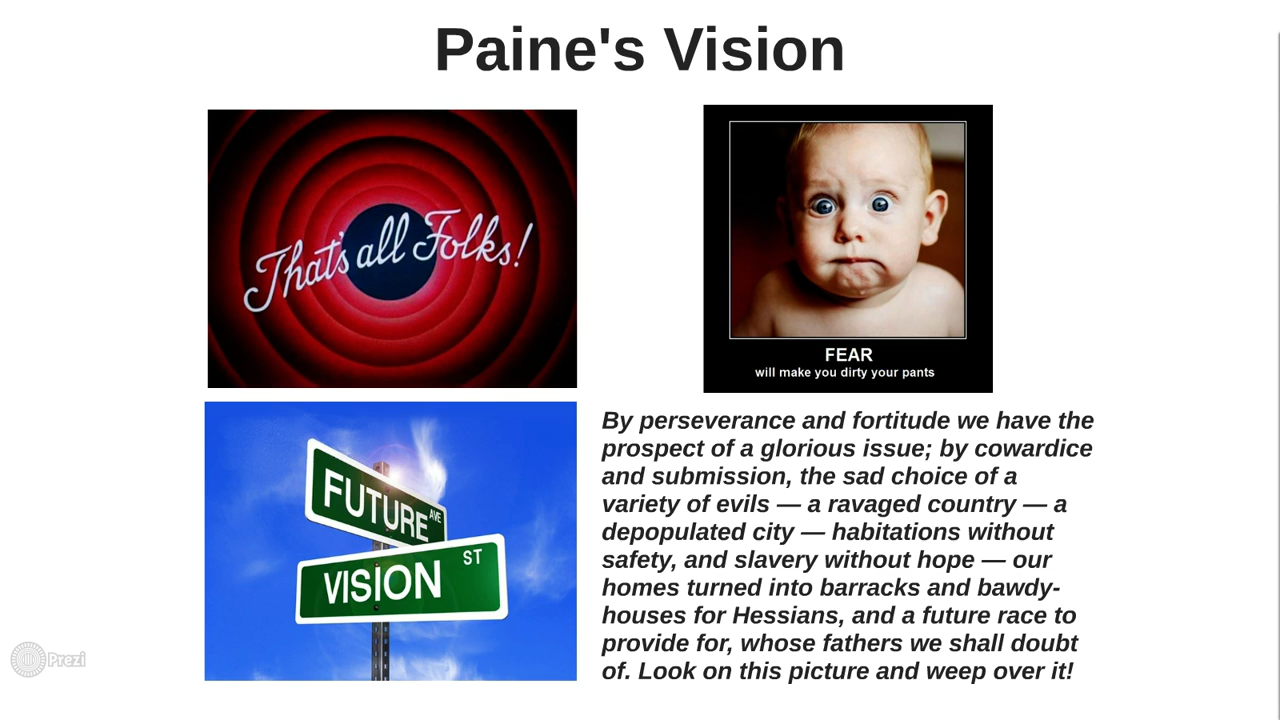 Paine's Vision
That's all Folks!
FEAR
will make you dirty your pants
FUTURE AVE
VISION ST
By perseverance and fortitude we have the
prospect of a glorious issue; by cowardice
and submission, the sad choice of a
variety of evils — a ravaged country — a
depopulated city — habitations without
safety, and slavery without hope — our
homes turned into barracks and bawdy-
houses for Hessians, and a future race to
provide for, whose fathers we shall doubt
of. Look on this picture and weep over it!
Prezi